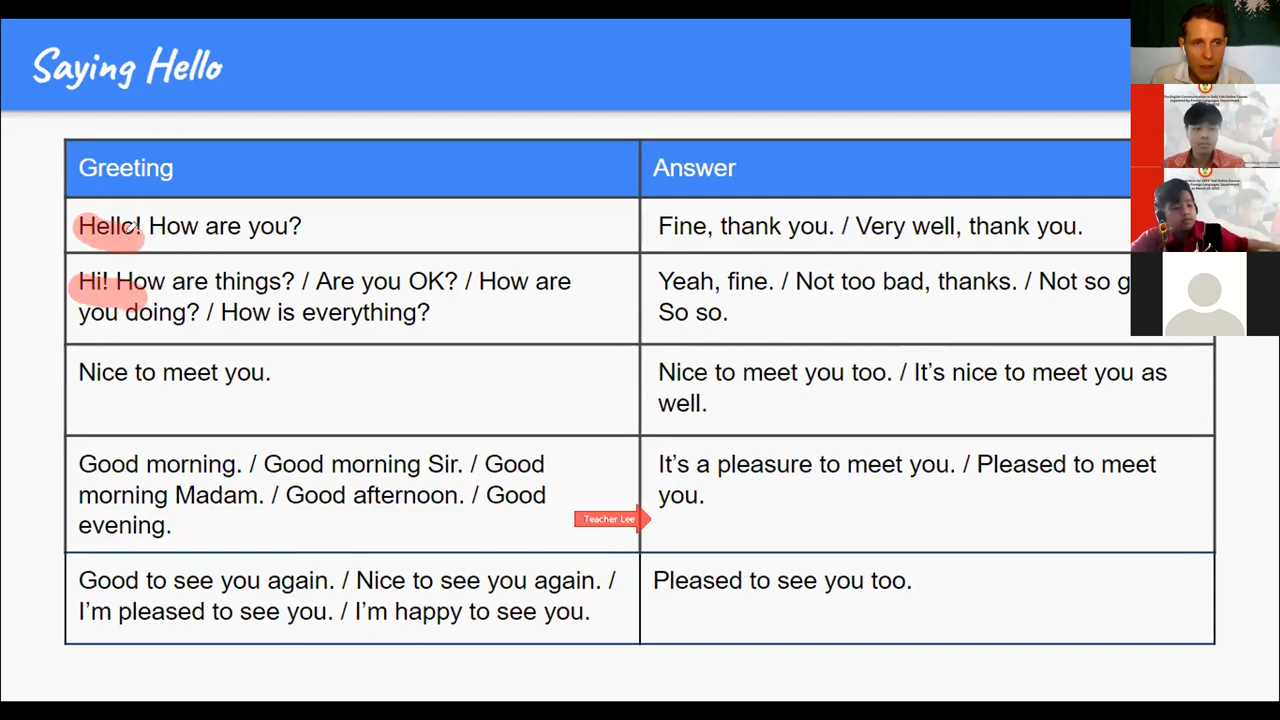 Saying Hello
Greeting
Answer
Hello! How are you?
Fine, thank you. / Very well, thank you.
Hi! How are things? / Are you OK? / How are
you doing? / How is everything?
Yeah, fine. / Not too bad, thanks. / Not so g
So so.
Nice to meet you.
Nice to meet you too. / It's nice to meet you as
well.
Good morning. / Good morning Sir. / Good
morning Madam. / Good afternoon. / Good
evening.
It's a pleasure to meet you. / Pleased to meet
you.
Teacher Lee
Good to see you again. / Nice to see you again. /
I'm pleased to see you. / I'm happy to see you.
Pleased to see you too.